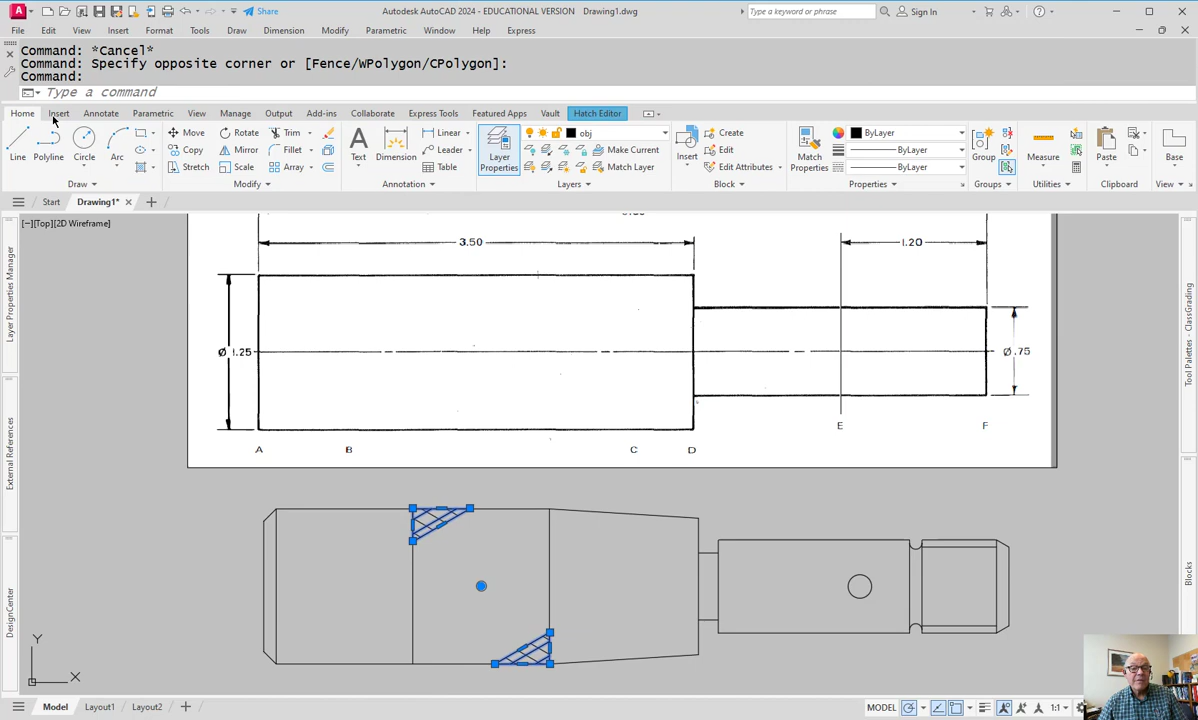 A Share Autodesk AutoCAD 2024 - EDUCATIONAL VERSION Drawing1.dwg Type a keyword or phrase Sign In
File Edit View Insert Format Tools Draw Dimension Modify Parametric Window Help Express
Command: *Cancel*
Command: Specify opposite corner or [Fence/WPolygon/CPolygon]:
Command:
Type a command
Home Insert Annotate Parametric View Manage Output Add-ins Collaborate Express Tools Featured Apps Vault Hatch Editor
Line Polyline Circle Arc
Draw
Move Rotate Trim
Copy Mirror Fillet
Stretch Scale Array
Modify
Text Dimension
Linear
Leader
Table
Annotation
Layer Properties
obj
Make Current
Match Layer
Layers
Insert
Create
Edit
Edit Attributes
Block
Match Properties
ByLayer
ByLayer
ByLayer
Properties
Group
Groups
Measure
Utilities
Paste
Clipboard
Base
View
Start Drawing1*
[−][Top][2D Wireframe]
Layer Properties Manager
External References
DesignCenter
Tool Palettes - ClassGrading
Blocks
3.50 1.20
Ø 1.25 Ø .75
E F
A B C D
Y
X
Model Layout1 Layout2
MODEL 1:1